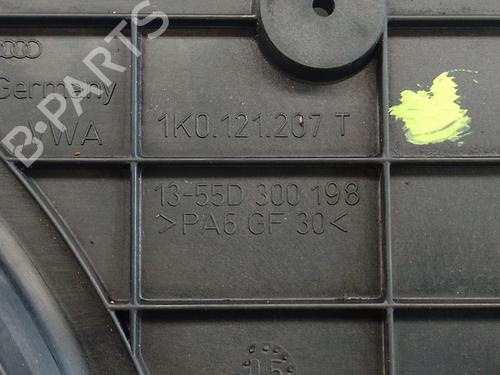 Germany
WA
1K0.121.207 T
13-55D 300 198
>PA6 GF 30<
B-PARTS